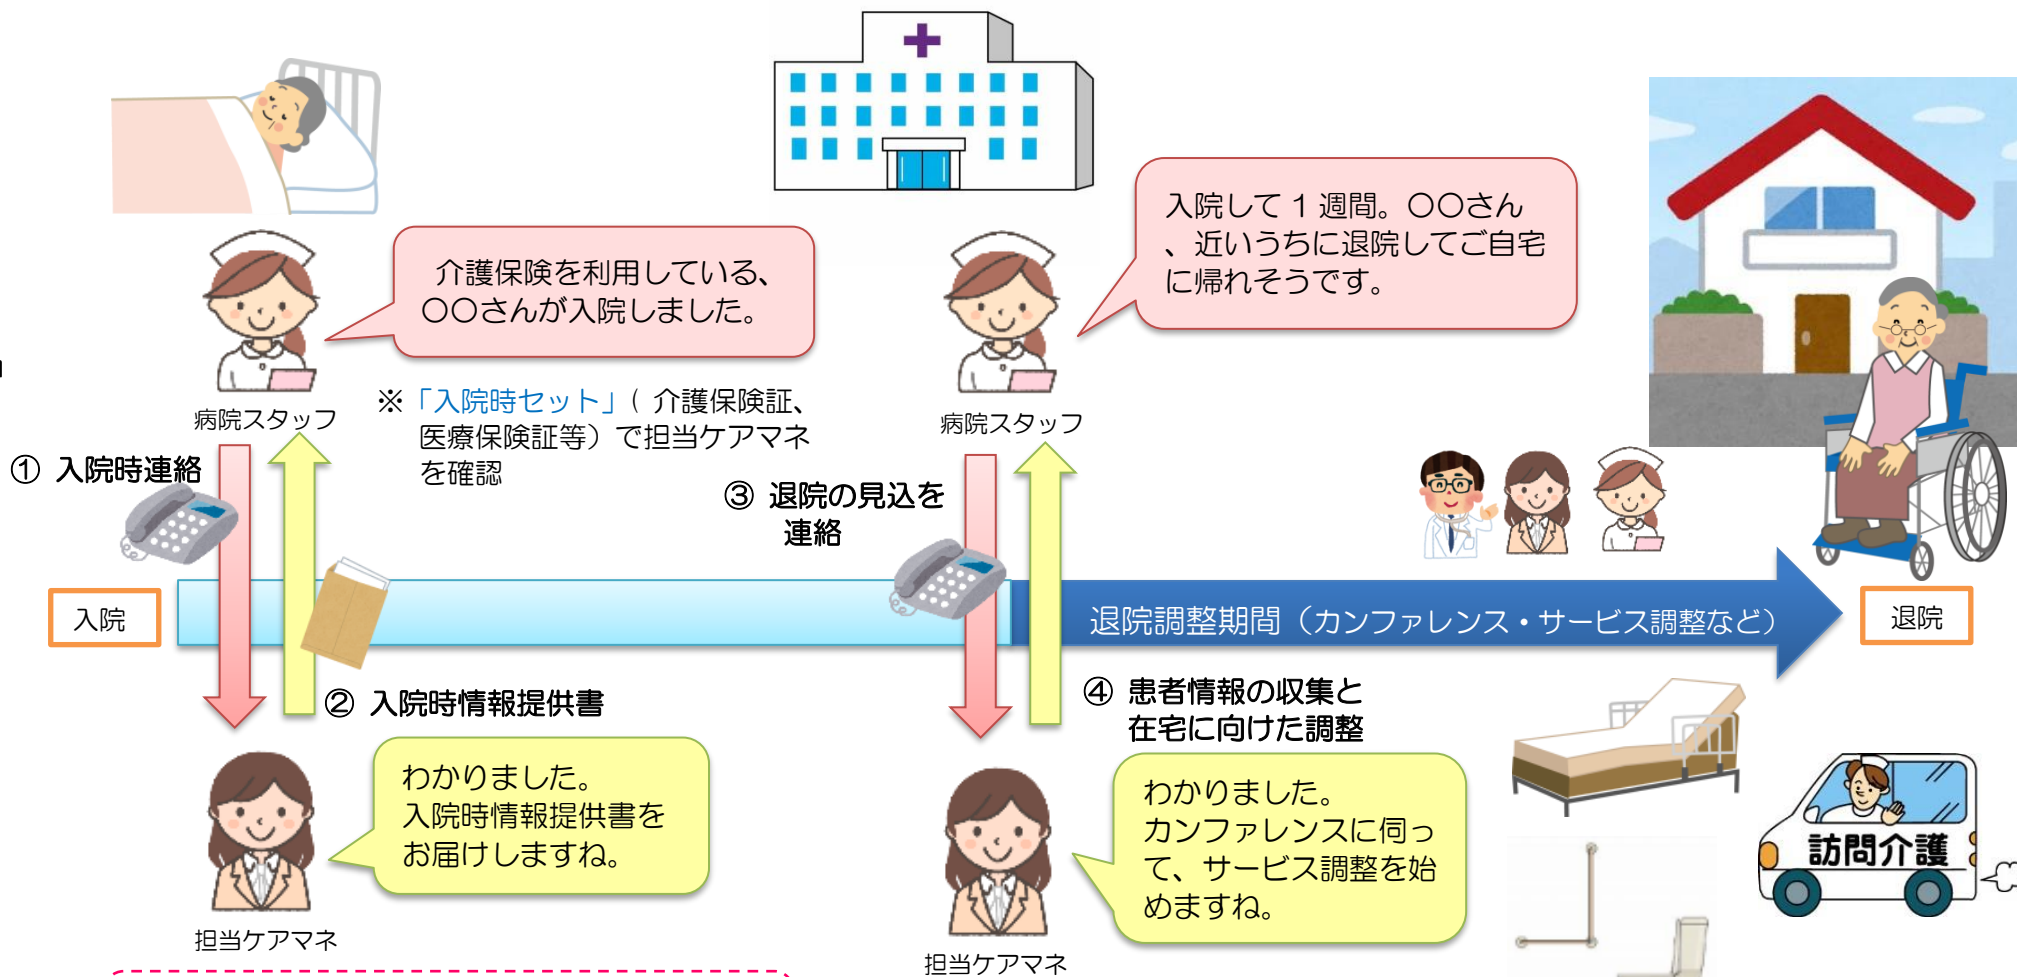 介護保険を利用している、
〇〇さんが入院しました。
入院して 1 週間。〇〇さん
、近いうちに退院してご自宅
に帰れそうです。
病院スタッフ
※「入院時セット」( 介護保険証、
医療保険証等）で担当ケアマネ
を確認
病院スタッフ
① 入院時連絡
③ 退院の見込を
連絡
入院
退院調整期間（カンファレンス・サービス調整など）
退院
② 入院時情報提供書
④ 患者情報の収集と
在宅に向けた調整
わかりました。
入院時情報提供書を
お届けしますね。
わかりました。
カンファレンスに伺っ
て、サービス調整を始
めますね。
訪問介護
担当ケアマネ
担当ケアマネ